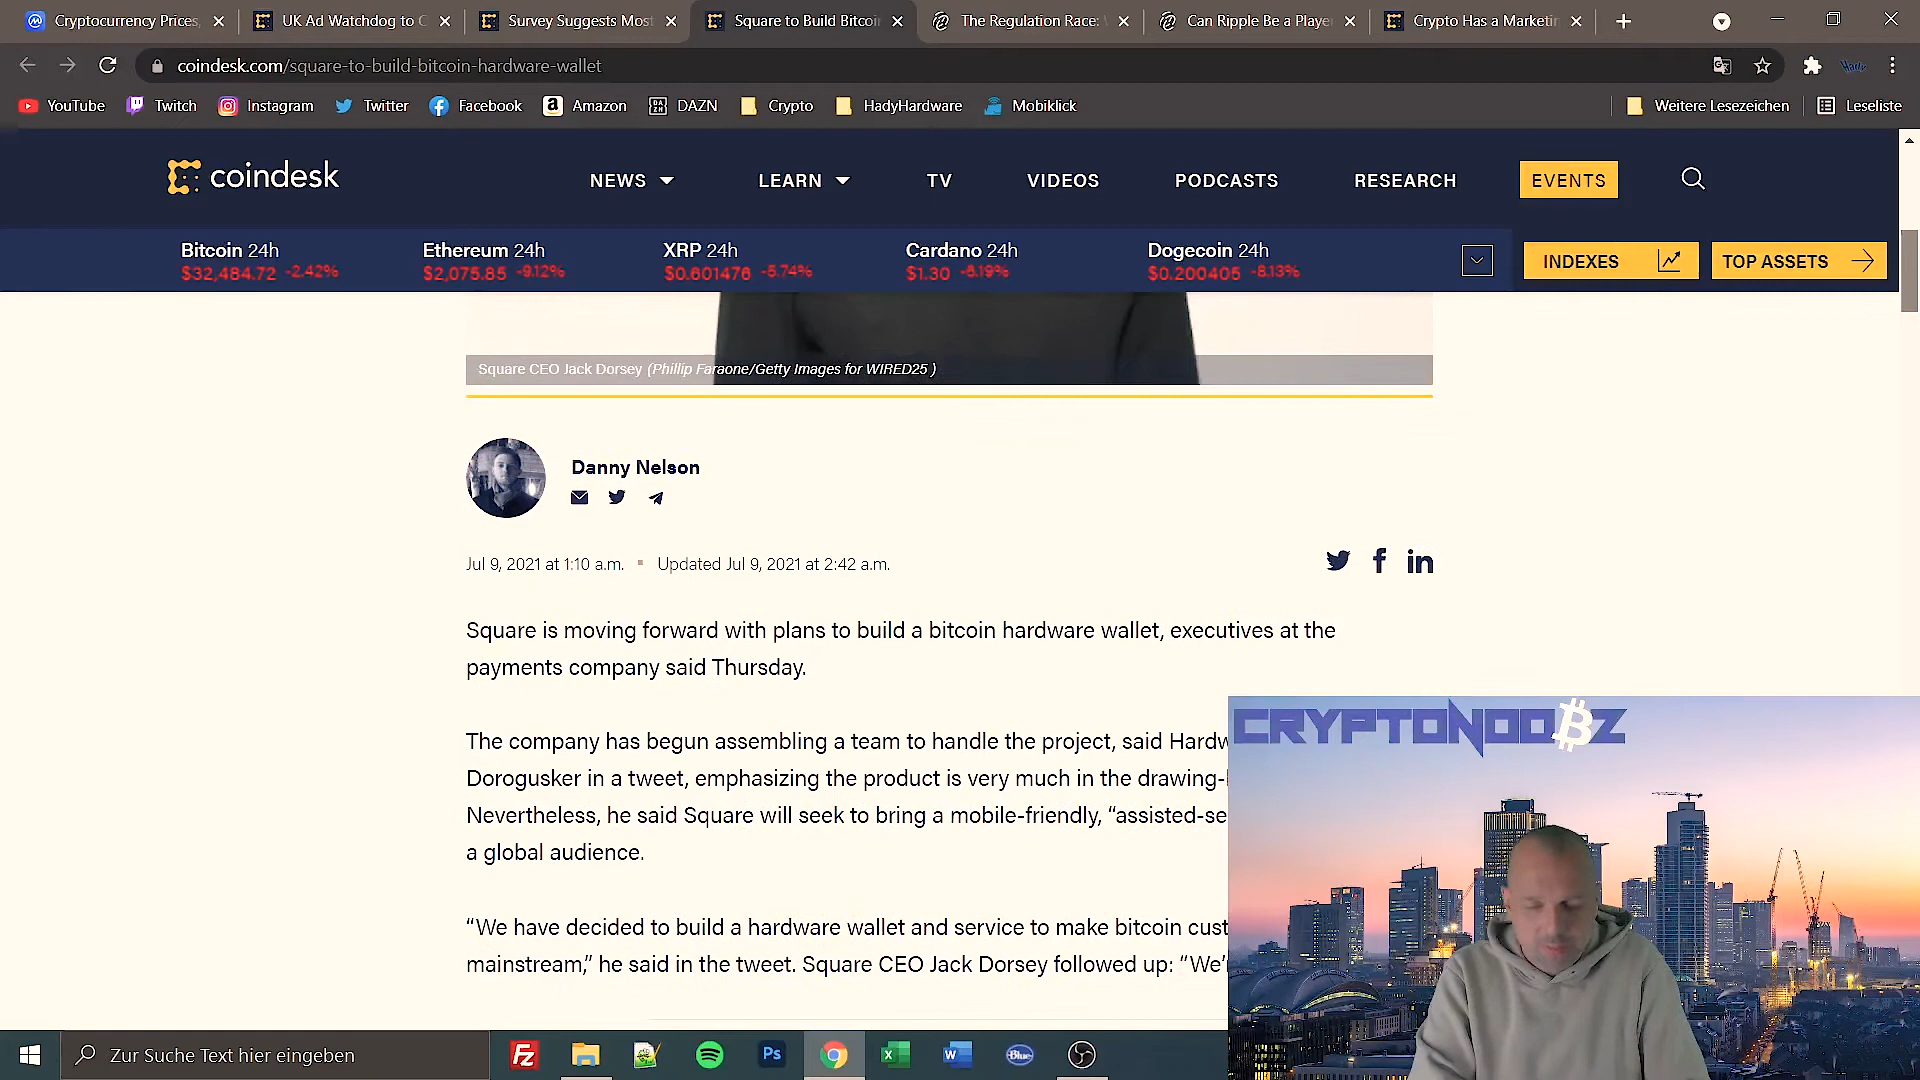 Cryptocurrency Prices,
UK Ad Watchdog to C
Survey Suggests Most
Square to Build Bitcoin
The Regulation Race:
Can Ripple Be a Player
Crypto Has a Marketin
coindesk.com/square-to-build-bitcoin-hardware-wallet
YouTube
Twitch
Instagram
Twitter
Facebook
Amazon
DAZN
Crypto
HadyHardware
Mobiklick
Weitere Lesezeichen
Leseliste
coindesk
NEWS
LEARN
TV
VIDEOS
PODCASTS
RESEARCH
EVENTS
Bitcoin 24h
$32,484.72 -2.42%
Ethereum 24h
$2,075.85 -9.12%
XRP 24h
$0.601476 -5.74%
Cardano 24h
$1.30 -6.19%
Dogecoin 24h
$0.200405 -8.13%
INDEXES
TOP ASSETS
Square CEO Jack Dorsey (Phillip Faraone/Getty Images for WIRED25 )
Danny Nelson
Jul 9, 2021 at 1:10 a.m. Updated Jul 9, 2021 at 2:42 a.m.
Square is moving forward with plans to build a bitcoin hardware wallet, executives at the
payments company said Thursday.
The company has begun assembling a team to handle the project, said Hardw
Dorogusker in a tweet, emphasizing the product is very much in the drawing-
Nevertheless, he said Square will seek to bring a mobile-friendly, “assisted-se
a global audience.
“We have decided to build a hardware wallet and service to make bitcoin cust
mainstream,” he said in the tweet. Square CEO Jack Dorsey followed up: “We’
CRYPTONOOBZ
Zur Suche Text hier eingeben
Fz
Ps
X
W
Blue